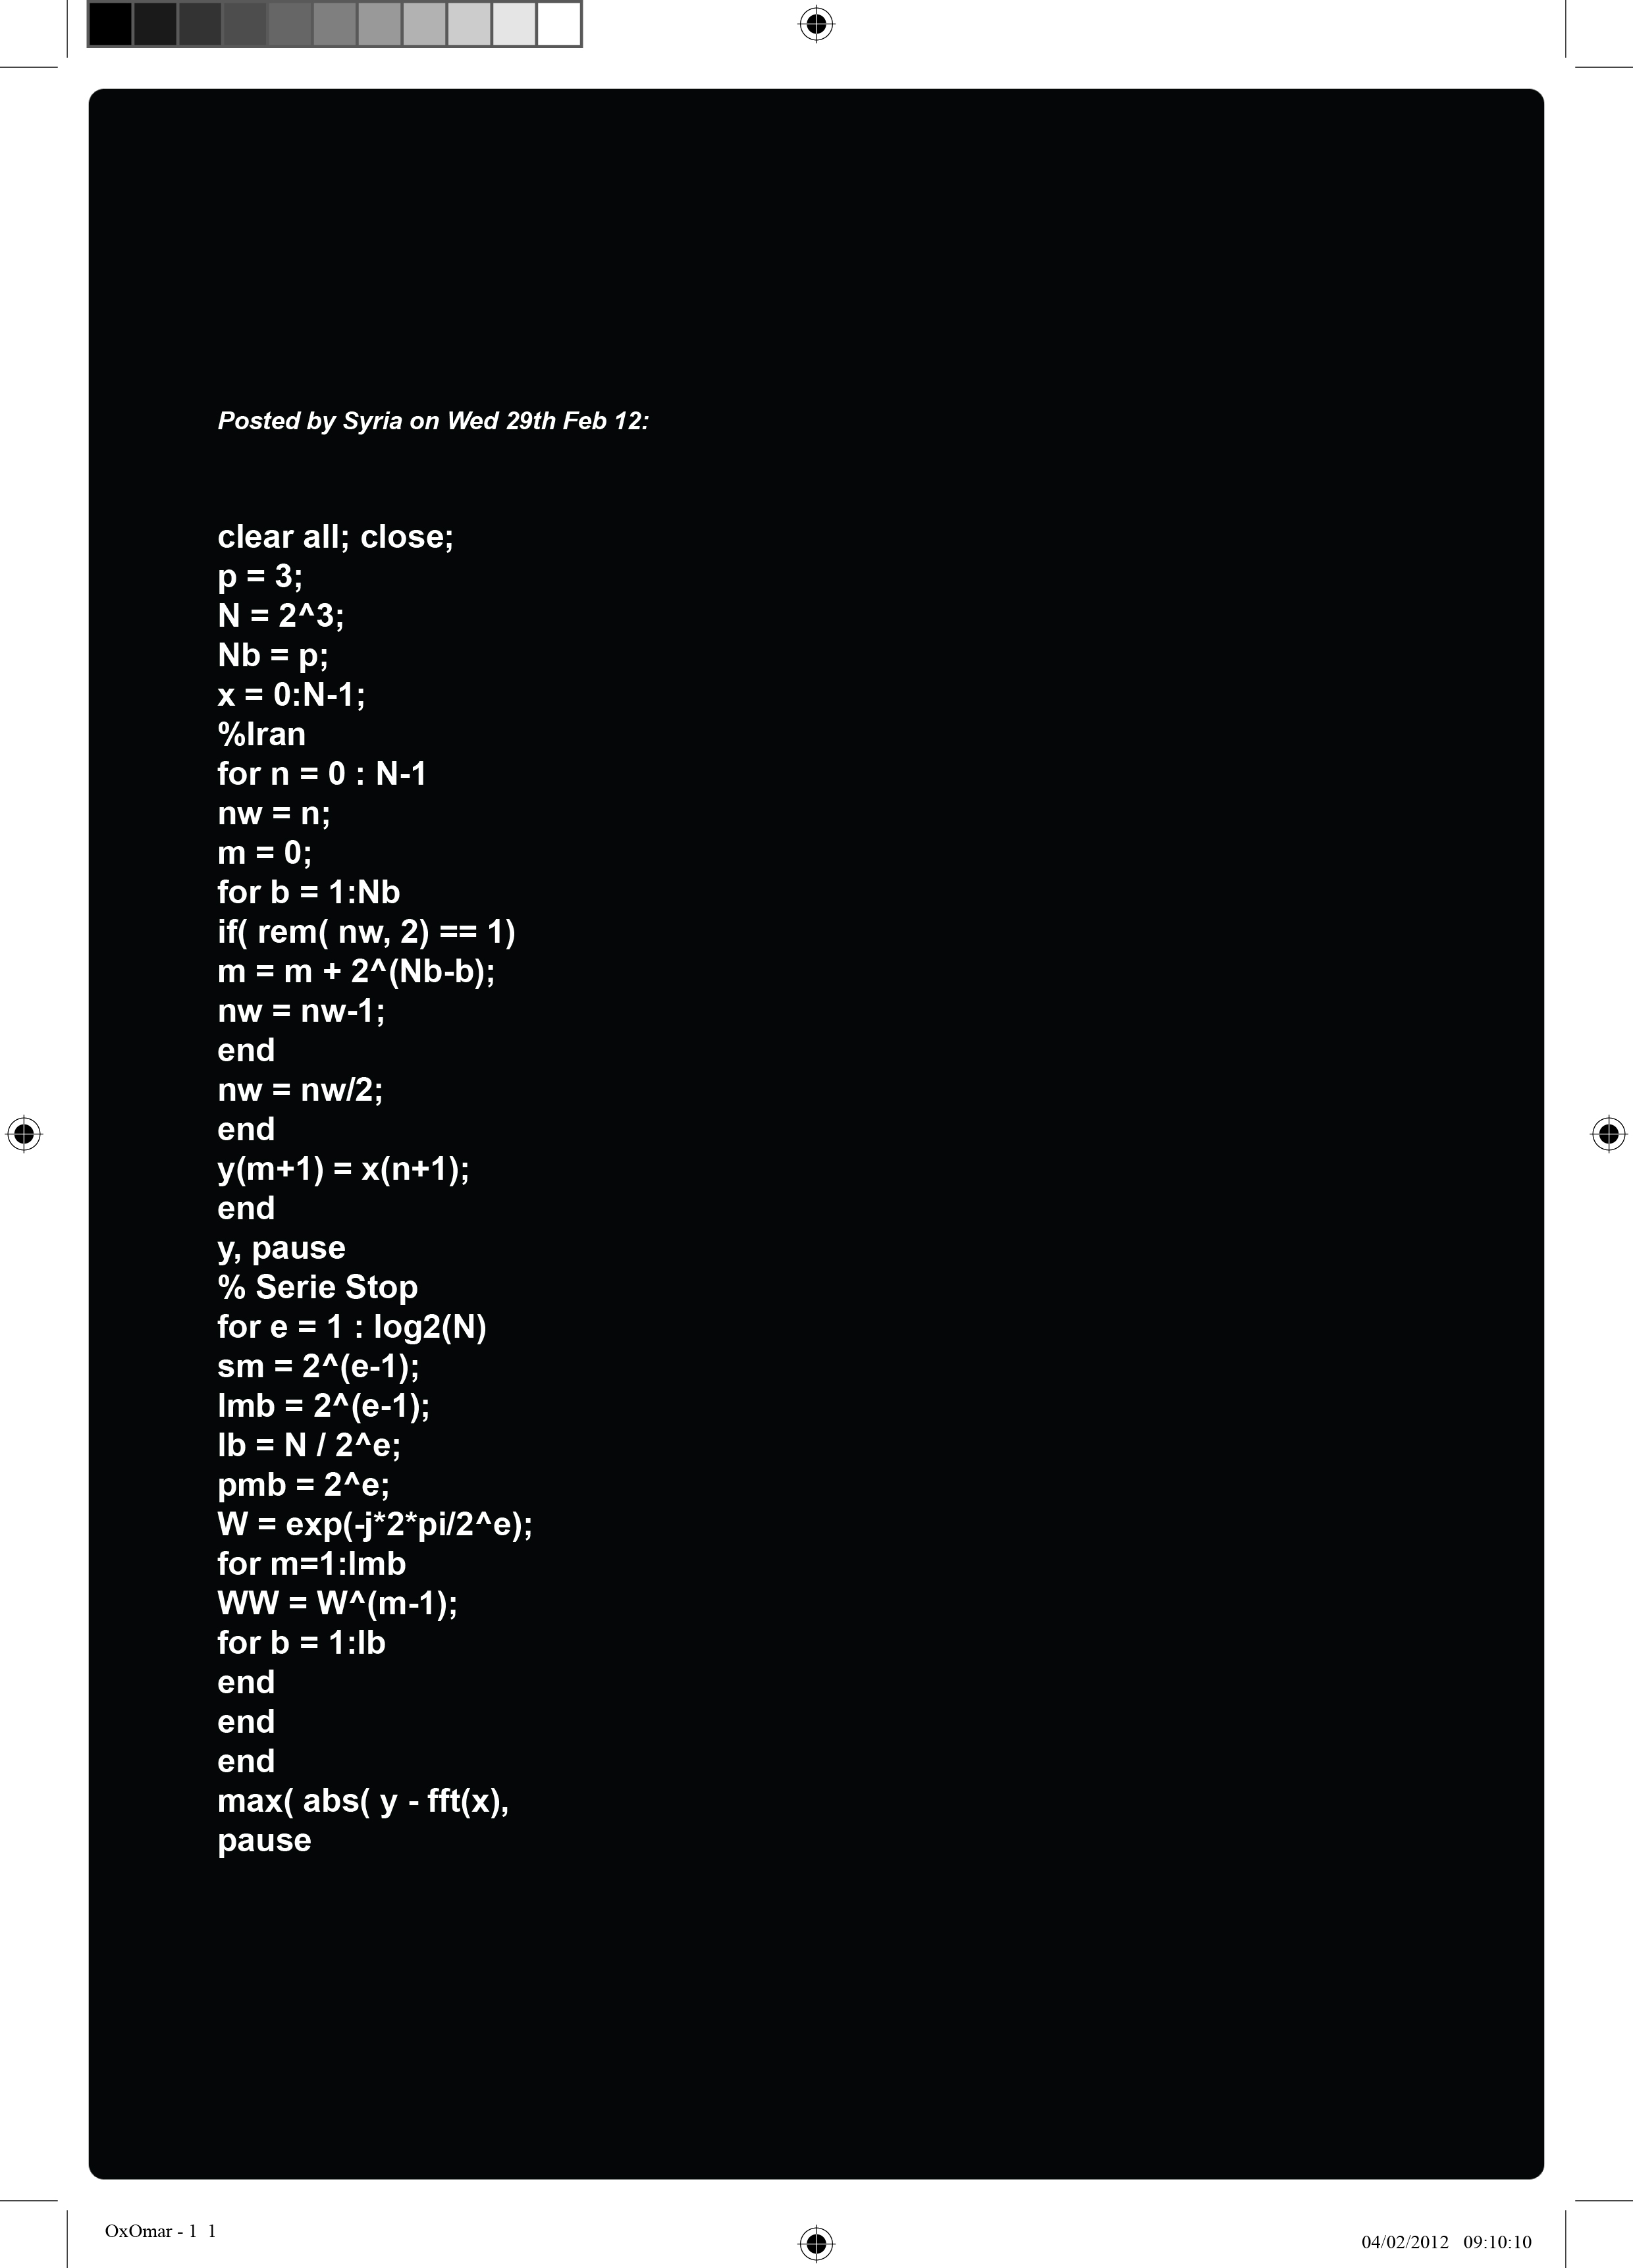 Posted by Syria on Wed 29th Feb 12:
clear all; close;
p = 3;
N = 2^3;
Nb = p;
x = 0:N-1;
%Iran
for n = 0 : N-1
nw = n;
m = 0;
for b = 1:Nb
if( rem( nw, 2) == 1)
m = m + 2^(Nb-b);
nw = nw-1;
end
nw = nw/2;
end
y(m+1) = x(n+1);
end
y, pause
% Serie Stop
for e = 1 : log2(N)
sm = 2^(e-1);
lmb = 2^(e-1);
lb = N / 2^e;
pmb = 2^e;
W = exp(-j*2*pi/2^e);
for m=1:lmb
WW = W^(m-1);
for b = 1:lb
end
end
end
max( abs( y - fft(x),
pause
OxOmar - 1 1
04/02/2012 09:10:10